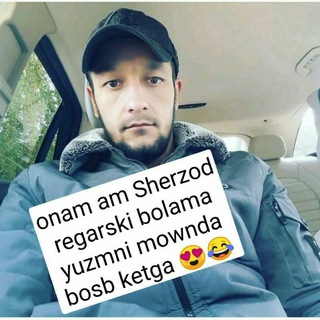 onam am Sherzod
regarski bolama
yuzmni mownda
bosb ketga 😍😂